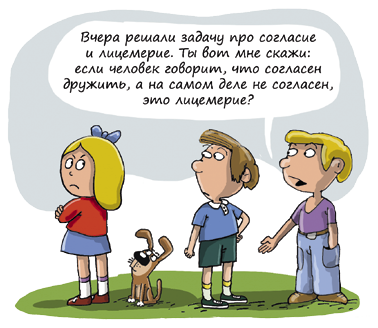 Вчера решали задачу про согласие
и лицемерие. Ты вот мне скажи:
если человек говорит, что согласен
дружить, а на самом деле не согласен,
это лицемерие?